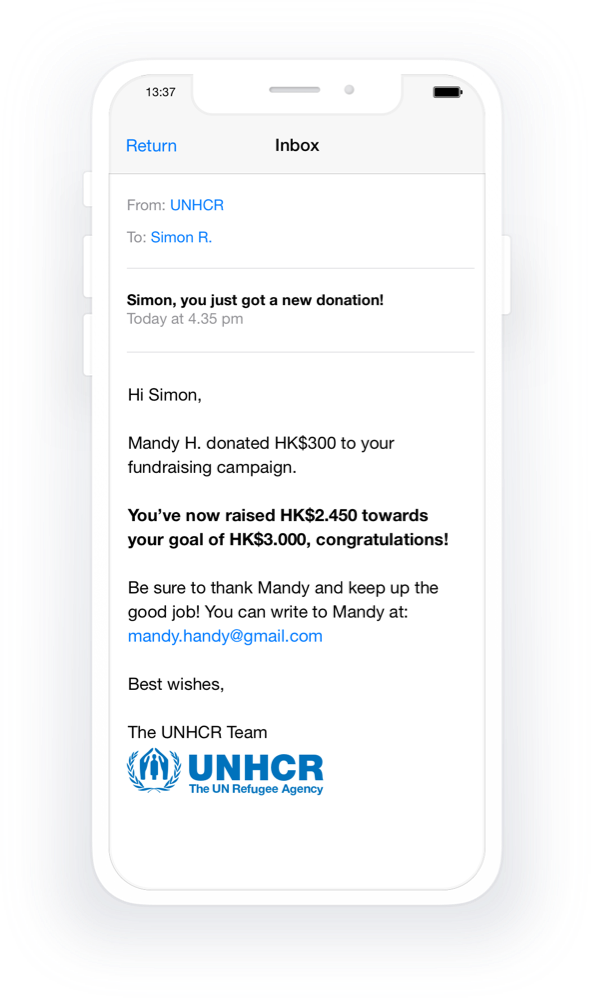 13:37
Return
Inbox
From: UNHCR
To: Simon R.
Simon, you just got a new donation!
Today at 4.35 pm
Hi Simon,
Mandy H. donated HK$300 to your
fundraising campaign.
You’ve now raised HK$2.450 towards
your goal of HK$3.000, congratulations!
Be sure to thank Mandy and keep up the
good job! You can write to Mandy at:
mandy.handy@gmail.com
Best wishes,
The UNHCR Team
UNHCR
The UN Refugee Agency